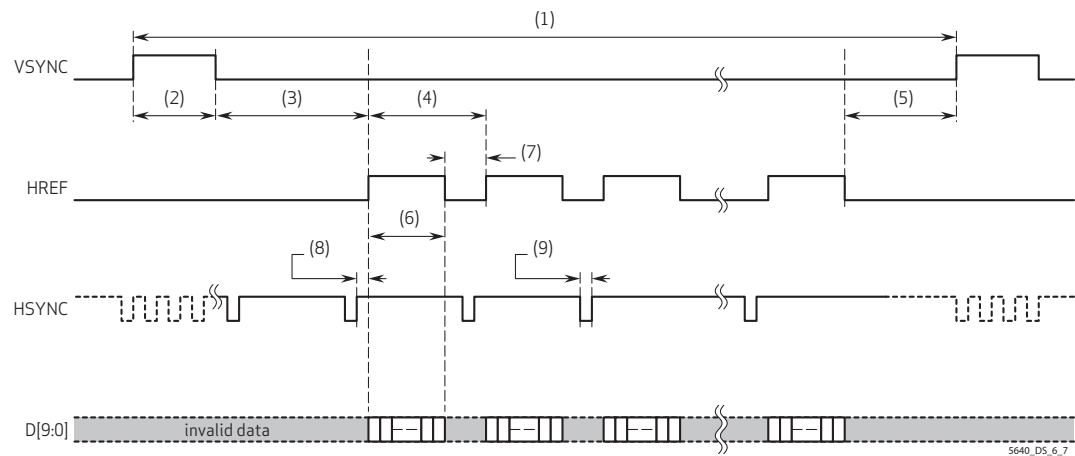 (1)
VSYNC
(2)
(3)
(4)
(5)
(7)
HREF
(6)
(8)
(9)
HSYNC
D[9:0]
invalid data
5640_DS_6_7